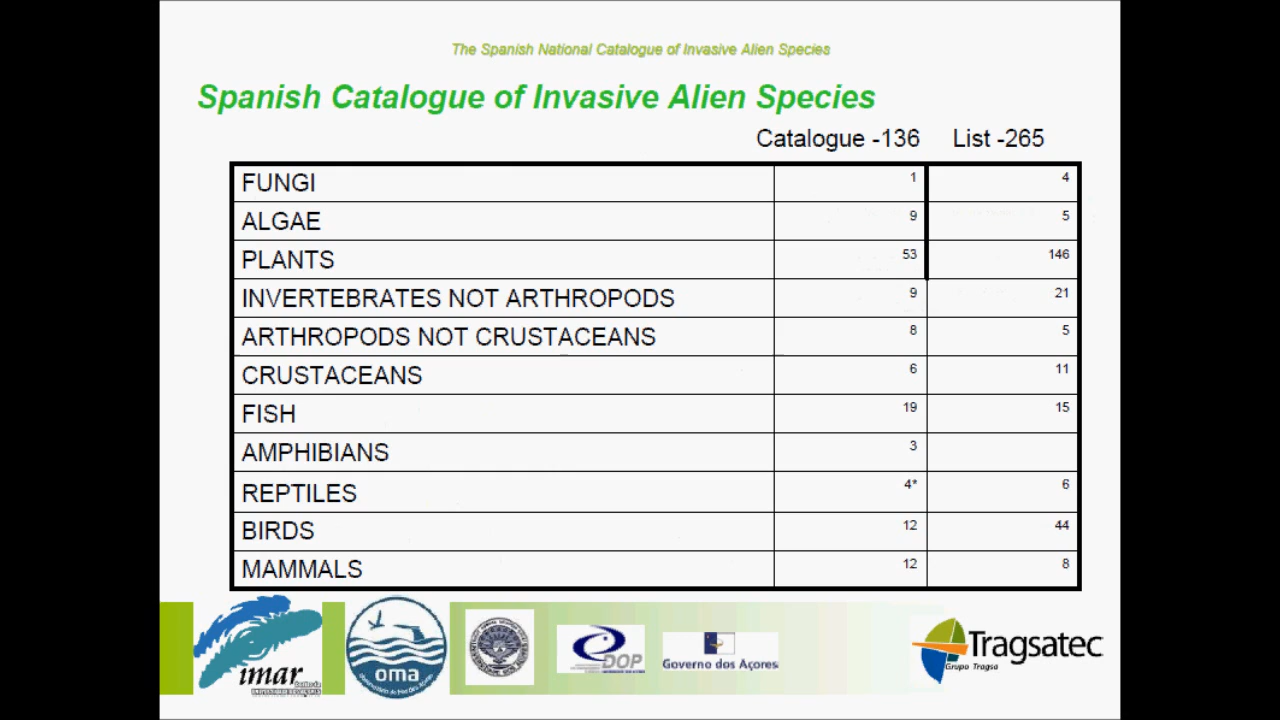 The Spanish National Catalogue of Invasive Alien Species
Spanish Catalogue of Invasive Alien Species
Catalogue -136 List -265
FUNGI 1 4
ALGAE 9 5
PLANTS 53 146
INVERTEBRATES NOT ARTHROPODS 9 21
ARTHROPODS NOT CRUSTACEANS 8 5
CRUSTACEANS 6 11
FISH 19 15
AMPHIBIANS 3
REPTILES 4* 6
BIRDS 12 44
MAMMALS 12 8
imar
oma
DOP
Governo dos Açores
Tragsatec
Grupo Tragsa